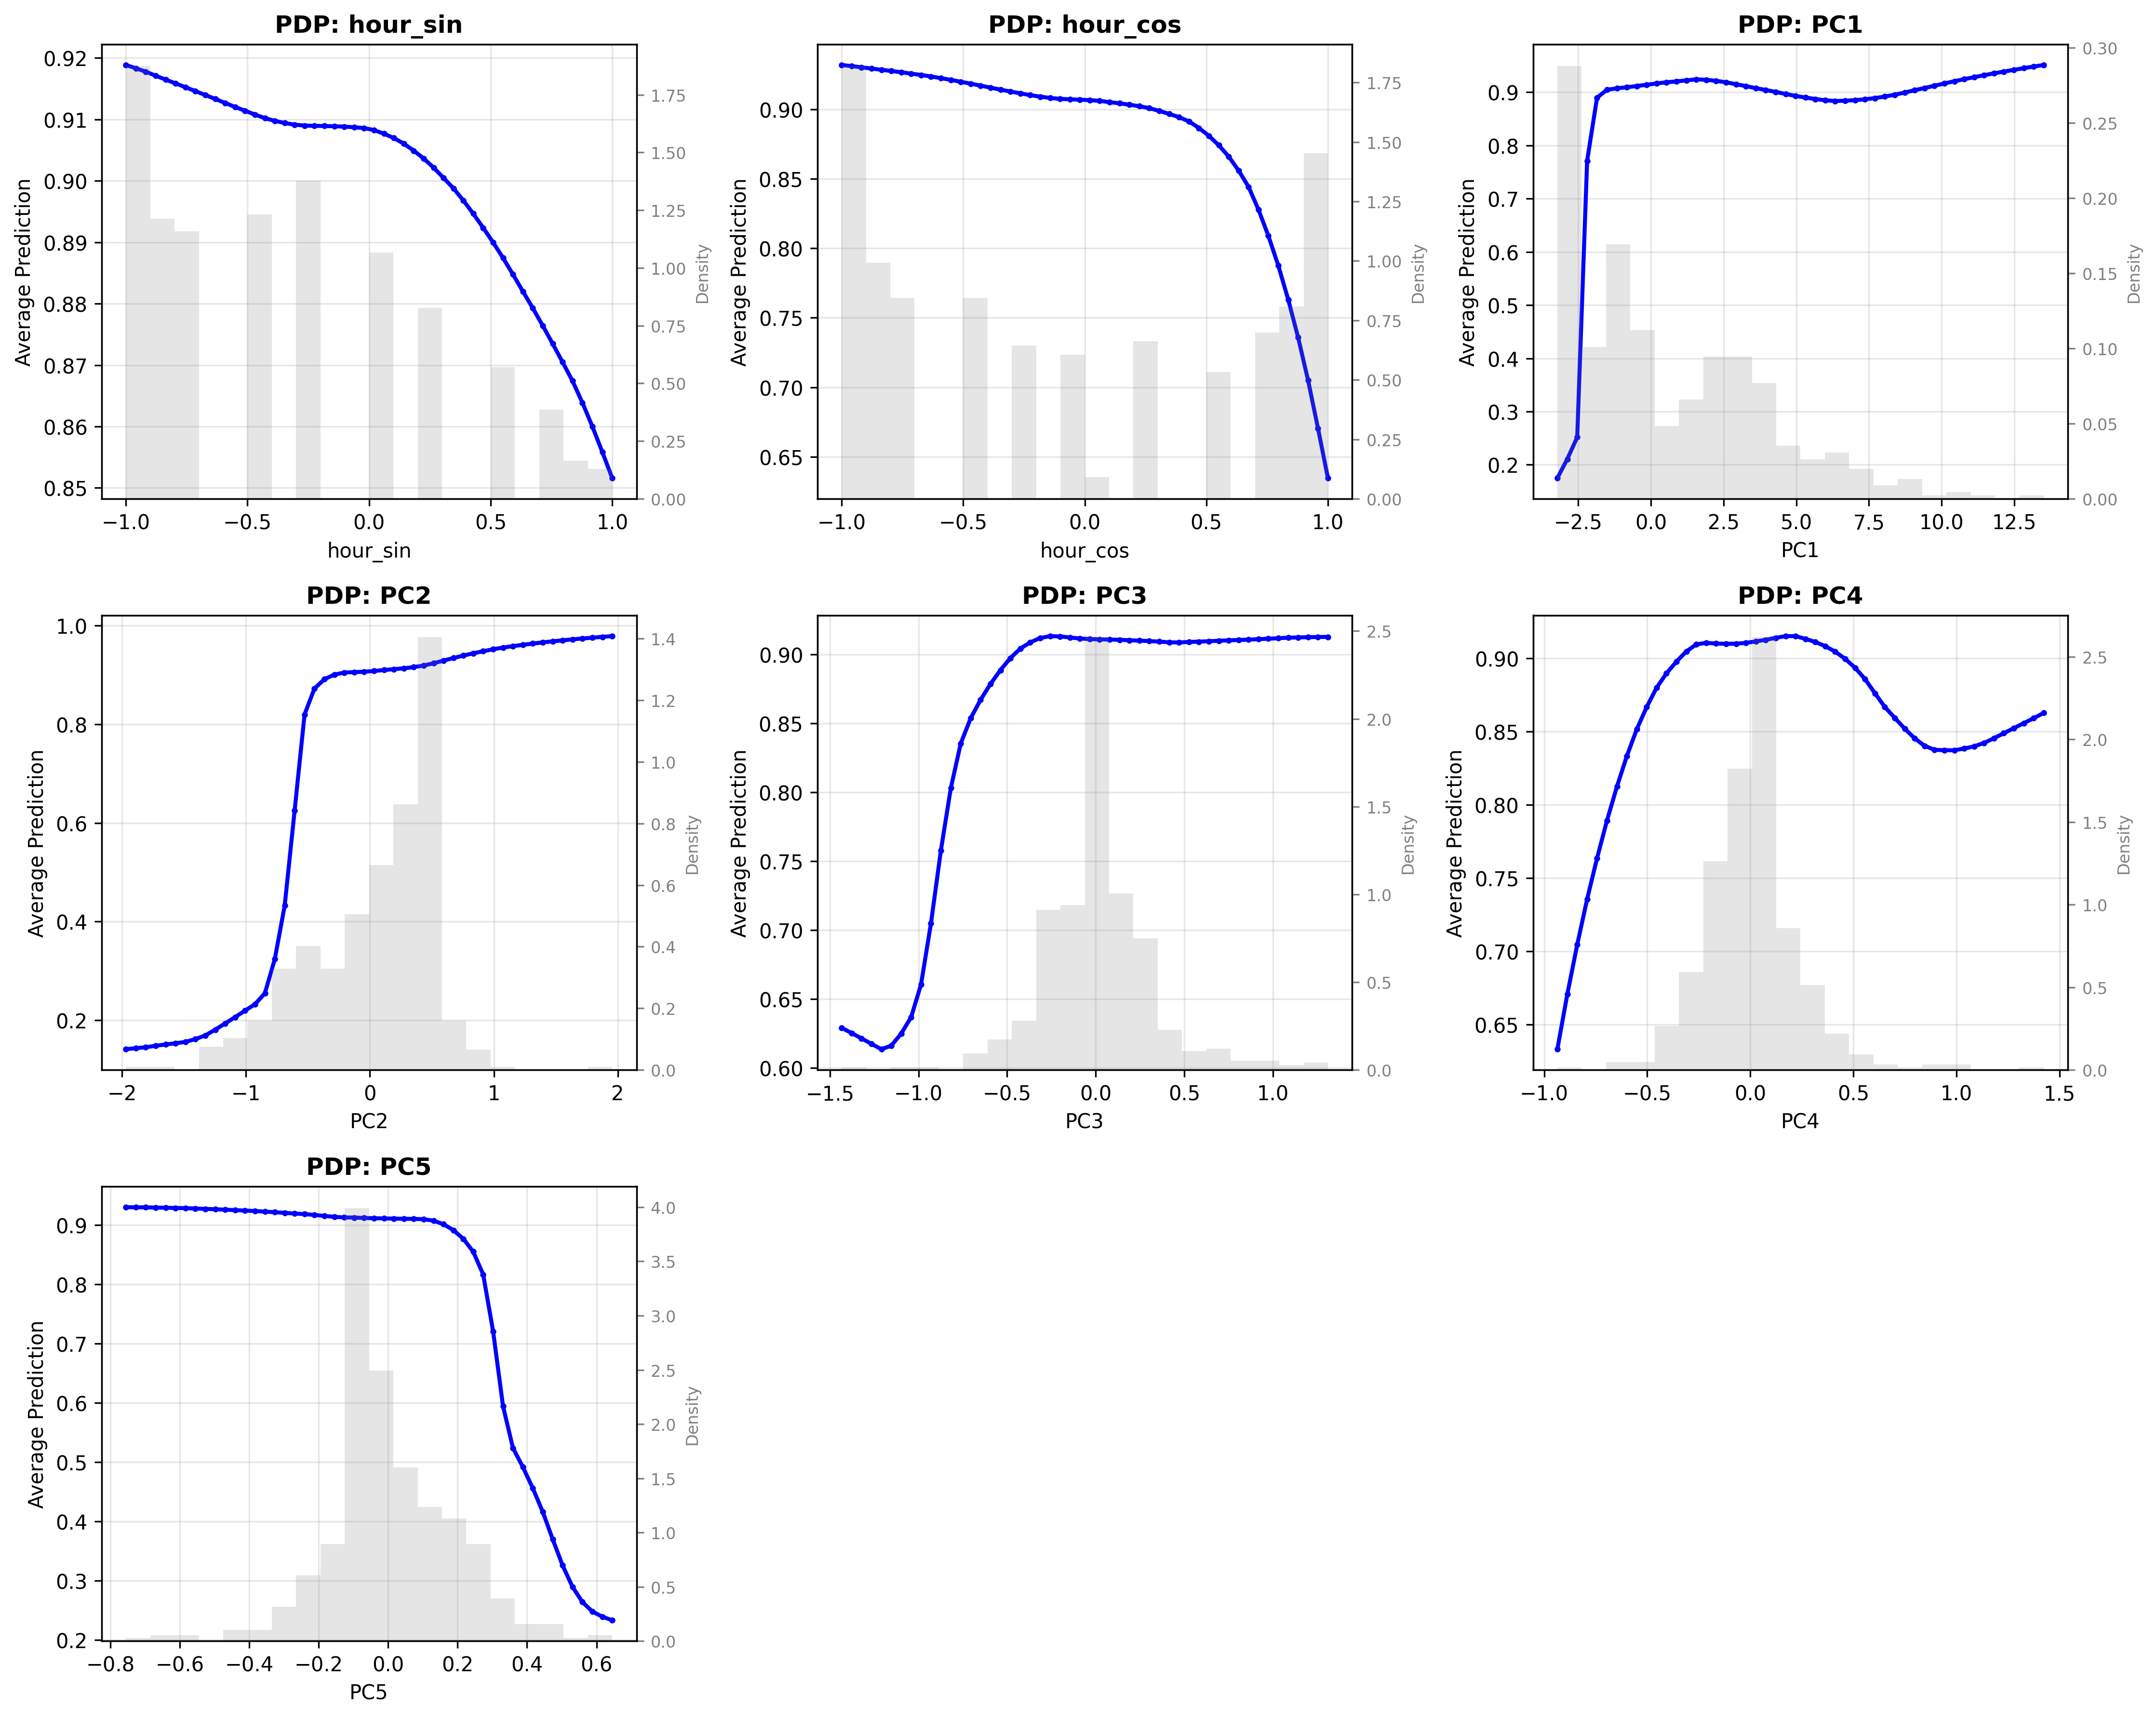 PDP: hour_sin
0.92
0.91
0.90
0.89
0.88
0.87
0.86
0.85
Average Prediction
1.75
1.50
1.25
1.00
0.75
0.50
0.25
0.00
Density
−1.0 −0.5 0.0 0.5 1.0
hour_sin
PDP: hour_cos
0.90
0.85
0.80
0.75
0.70
0.65
Average Prediction
1.75
1.50
1.25
1.00
0.75
0.50
0.25
0.00
Density
−1.0 −0.5 0.0 0.5 1.0
hour_cos
PDP: PC1
0.9
0.8
0.7
0.6
0.5
0.4
0.3
0.2
Average Prediction
0.30
0.25
0.20
0.15
0.10
0.05
0.00
Density
−2.5 0.0 2.5 5.0 7.5 10.0 12.5
PC1
PDP: PC2
1.0
0.8
0.6
0.4
0.2
Average Prediction
1.4
1.2
1.0
0.8
0.6
0.4
0.2
0.0
Density
−2 −1 0 1 2
PC2
PDP: PC3
0.90
0.85
0.80
0.75
0.70
0.65
0.60
Average Prediction
2.5
2.0
1.5
1.0
0.5
0.0
Density
−1.5 −1.0 −0.5 0.0 0.5 1.0
PC3
PDP: PC4
0.90
0.85
0.80
0.75
0.70
0.65
Average Prediction
2.5
2.0
1.5
1.0
0.5
0.0
Density
−1.0 −0.5 0.0 0.5 1.0 1.5
PC4
PDP: PC5
0.9
0.8
0.7
0.6
0.5
0.4
0.3
0.2
Average Prediction
4.0
3.5
3.0
2.5
2.0
1.5
1.0
0.5
0.0
Density
−0.8 −0.6 −0.4 −0.2 0.0 0.2 0.4 0.6
PC5